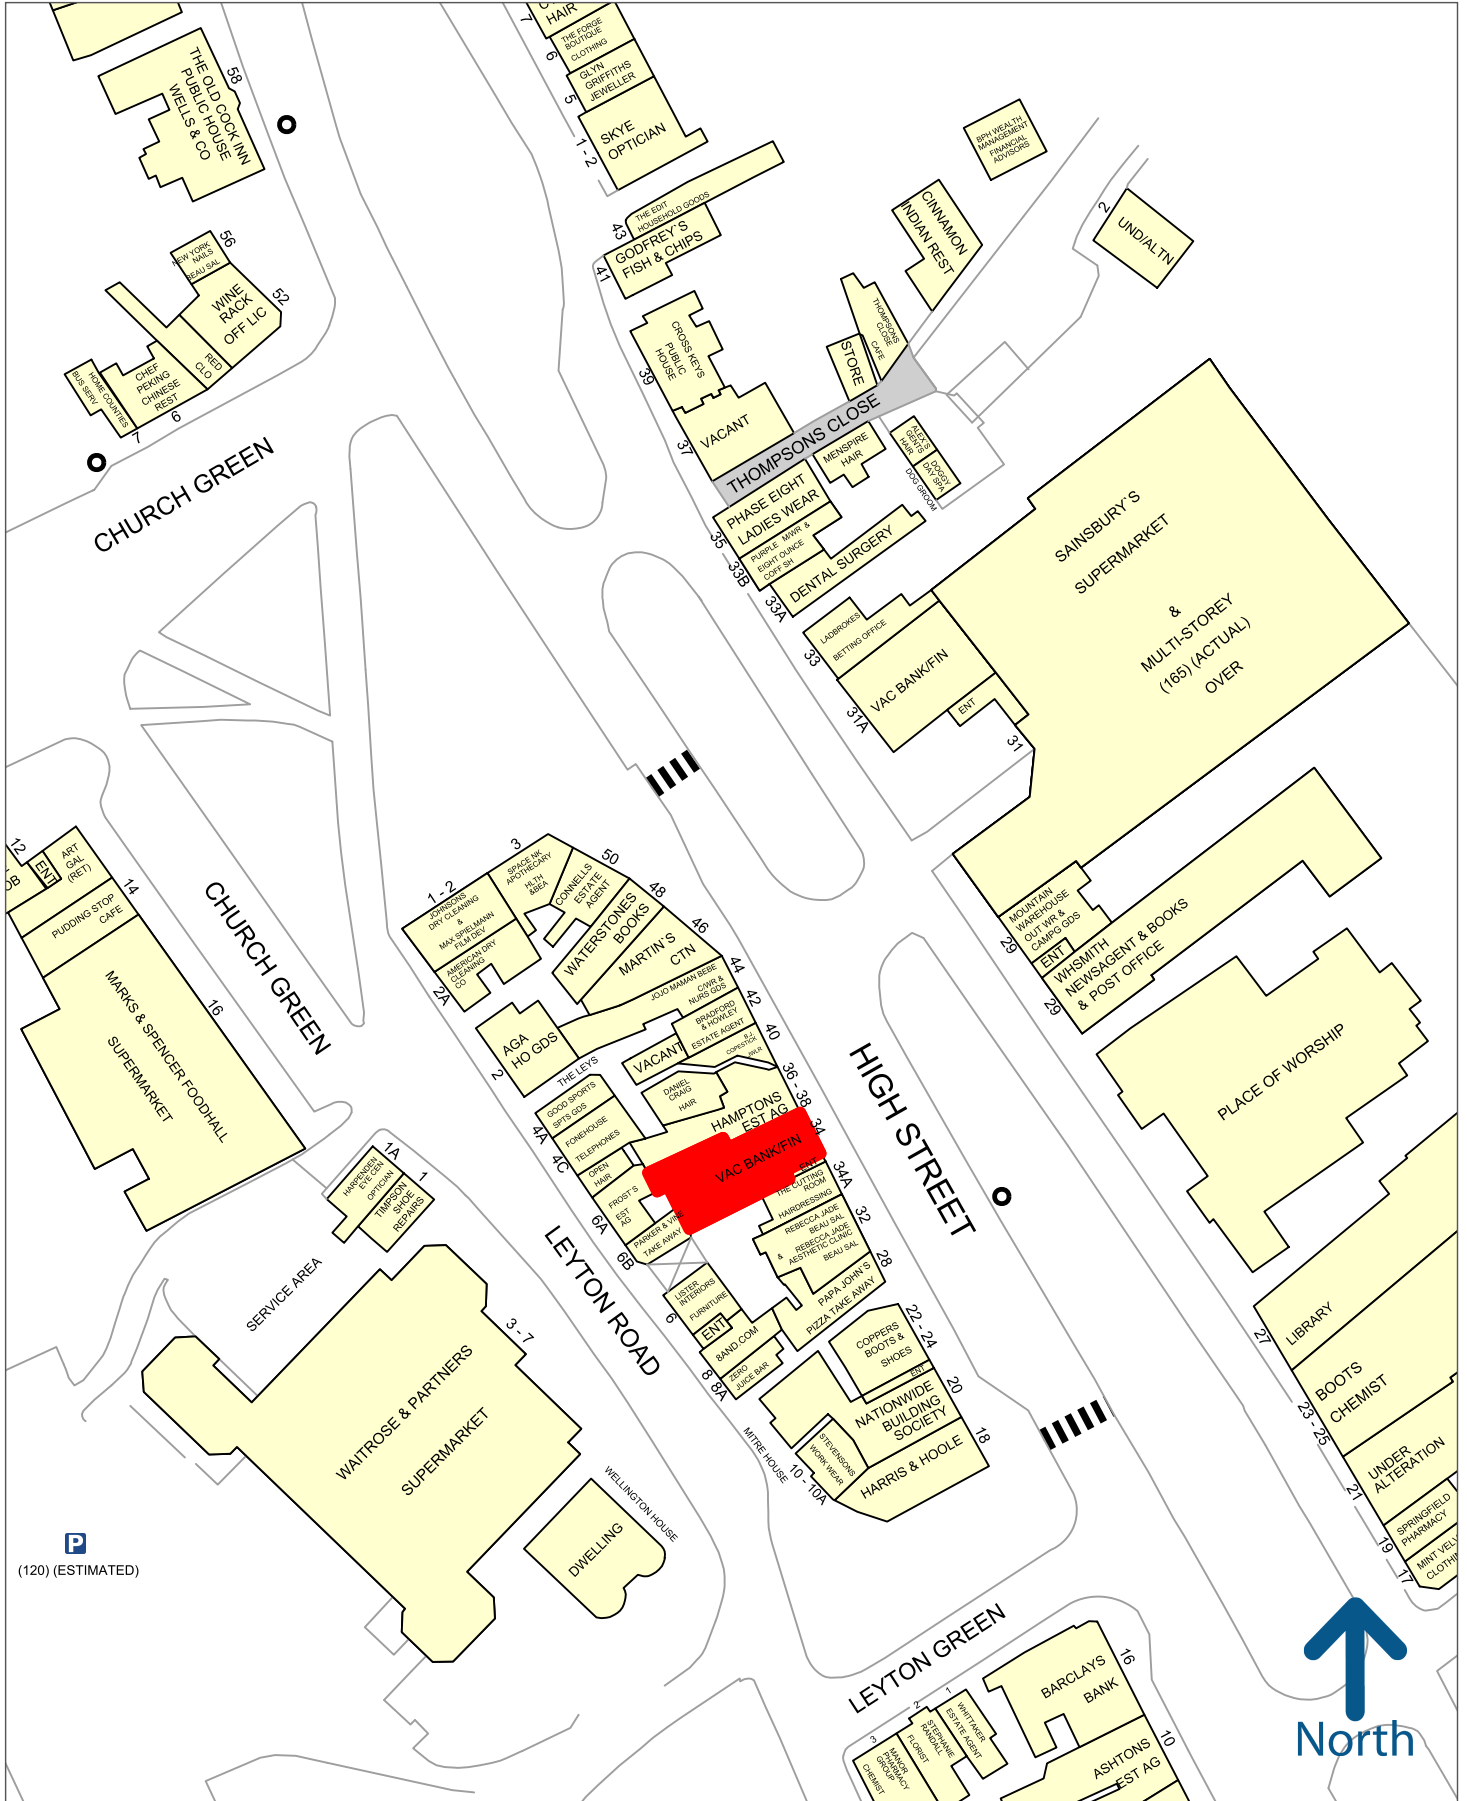 7
HAIR
THE FORGE
BOUTIQUE
CLOTHING
6
GLYN
GRIFFITHS
JEWELLER
5
SKYE
OPTICIAN
1 - 2
THE OLD COCK INN
PUBLIC HOUSE
WELLS & CO
58
BPH WEALTH
MANAGEMENT
FINANCIAL
ADVISORS
THE EDIT
HOUSEHOLD GOODS
43
GODFREY`S
FISH & CHIPS
41
CINNAMON
INDIAN REST
2
UND/ALTN
NEW YORK
NAILS
BEAU SAL
56
WINE
RACK
OFF LIC
52
RED
CLO
CHEF
PEKING
CHINESE
REST
6
HOME COUNTIES
BUS SERV
7
CROSS KEYS
PUBLIC
HOUSE
39
THOMPSONS
CLOSE
CAFE
STORE
VACANT
37
THOMPSONS CLOSE
MENSPIRE
HAIR
ALEX`S
GENTS
HAIR
DOGGY
DAY SPA
DOG GROOM
CHURCH GREEN
PHASE EIGHT
LADIES WEAR
35
PURPLE M/WR &
EIGHT OUNCE
COFF SH
33B
DENTAL SURGERY
33A
SAINSBURY`S
SUPERMARKET
&
MULTI-STOREY
(165) (ACTUAL)
OVER
LADBROKES
BETTING OFFICE
33
VAC BANK/FIN
31A
ENT
31
12
OB
ENT
ART
GAL
(RET)
14
PUDDING STOP
CAFE
MARKS & SPENCER FOODHALL
SUPERMARKET
16
CHURCH GREEN
1 - 2
JOHNSONS
DRY CLEANING
&
MAX SPIELMANN
FILM DEV
AMERICAN DRY
CLEANING
CO
2A
3
SPACE NK
APOTHECARY
HLTH
&BEA
50
CONNELLS
ESTATE
AGENT
48
WATERSTONES
BOOKS
46
MARTIN`S
CTN
44
JOJO MAMAN BEBE
C/WR &
NURS GDS
42
BRADFORD
& HOWLEY
ESTATE AGENT
40
B.J.
COPESTICK
JWLR
MOUNTAIN
WAREHOUSE
OUT WR &
CAMPG GDS
29
ENT
WHSMITH
NEWSAGENT & BOOKS
& POST OFFICE
29
AGA
HO GDS
2
THE LEYS
VACANT
DANIEL
CRAIG
HAIR
36 - 38
HAMPTONS
EST AG
GOOD SPORTS
SPTS GDS
4A
FONEHOUSE
TELEPHONES
4C
OPEN
HAIR
FROST`S
EST
AG
6A
PARKER & VINE
TAKE AWAY
6B
VAC BANK/FIN
34
ENT
34A
THE CUTTING
ROOM
HAIRDRESSING
REBECCA JADE
BEAU SAL
&
REBECCA JADE
AESTHETIC CLINIC
BEAU SAL
32
28
PAPA JOHN`S
PIZZA TAKE AWAY
HIGH STREET
PLACE OF WORSHIP
1A
HARPENDEN
EYE CEN
OPTICIAN
1
TIMPSON
SHOE
REPAIRS
SERVICE AREA
LEYTON ROAD
LISTER
INTERIORS
FURNITURE
6
ENT
8AND.COM
8
ZERO
JUICE BAR
8A
22 - 24
COPPERS
BOOTS &
SHOES
ENT
20
NATIONWIDE
BUILDING
SOCIETY
18
HARRIS & HOOLE
STEVENSONS
WORK WEAR
10 - 10A
MITRE HOUSE
3 - 7
WAITROSE & PARTNERS
SUPERMARKET
LIBRARY
27
BOOTS
CHEMIST
23 - 25
UNDER
ALTERATION
21
SPRINGFIELD
PHARMACY
19
MINT VELV
CLOTHI
17
WELLINGTON HOUSE
DWELLING
P
(120) (ESTIMATED)
LEYTON GREEN
BARCLAYS
BANK
16
ASHTONS
EST AG
10
1
WHITTAKER
ESTATE AGENT
2
STEPHANIE
RANDALL
FLORIST
3
MANOR
PHARMACY
GROUP
CHEMIST
North